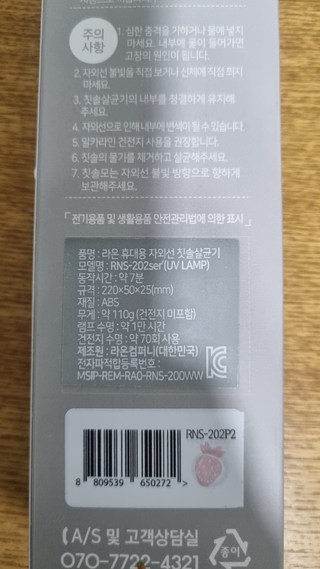 주의
사항
1. 심한 충격을 가하거나 물에 넣지
마세요. 내부에 물이 들어가면
고장의 원인이 됩니다.
2. 자외선 불빛을 직접 보거나 신체에 직접 쬐지
마세요.
3. 칫솔살균기의 내부를 청결하게 유지해
주세요.
4. 자외선으로 인해 내부에 변색이 될 수 있습니다.
5. 알카라인 건전지 사용을 권장합니다.
6. 칫솔의 물기를 제거하고 살균해주세요.
7. 칫솔모는 자외선 불빛 방향으로 향하게
보관해주세요.
「전기용품 및 생활용품 안전관리법에 의한 표시」
품명 : 라온 휴대용 자외선 칫솔살균기
모델명 : RNS-202ser(UV LAMP)
동작시간 : 약 7분
규격 : 220×50×25(mm)
재질 : ABS
무게 : 약 110g (건전지 미포함)
램프 수명 : 약 1만 시간
건전지 수명 : 약 70회 사용
제조원 : 라온컴퍼니(대한민국)
전자파적합등록번호 :
MSIP-REM-RAO-RNS-200WW
RNS-202P2
8 809539 650272 >
A/S 및 고객상담실
070-7722-4321
종이